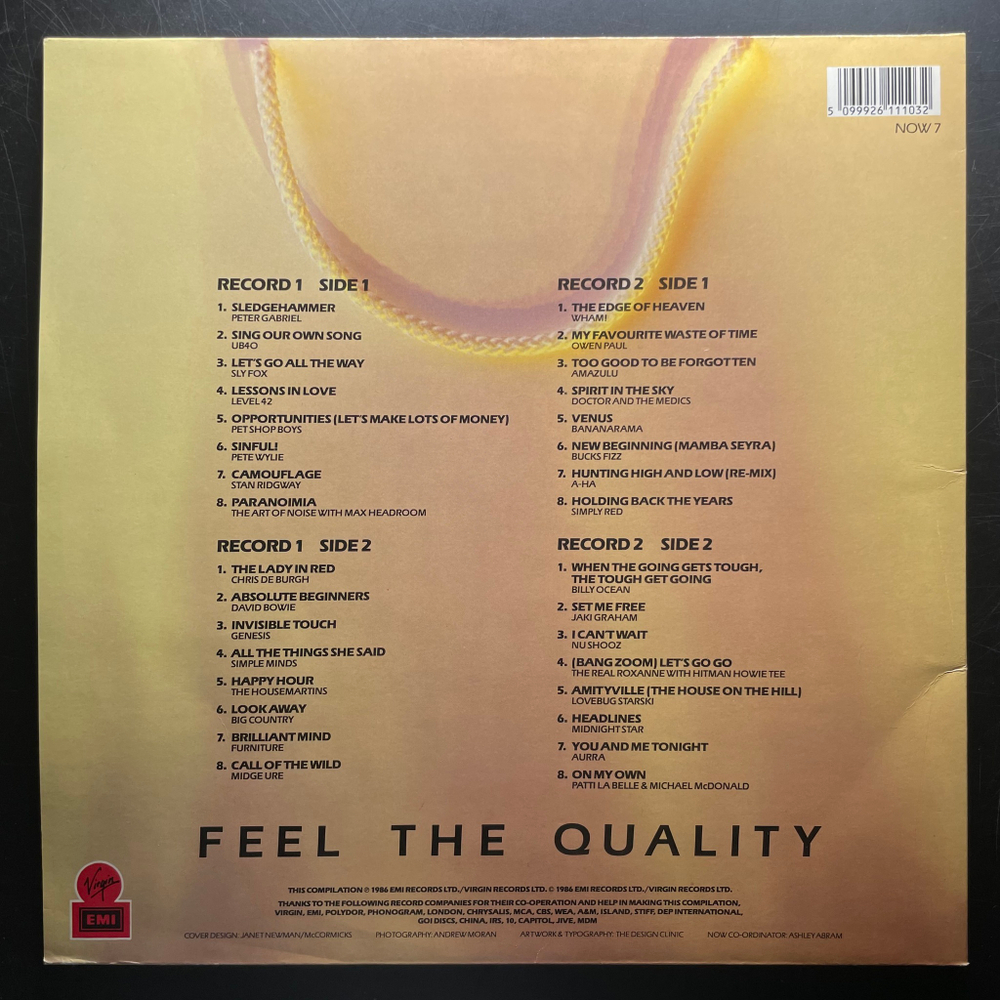 5 099926 111032
NOW 7
RECORD 1 SIDE 1
1. SLEDGEHAMMER
PETER GABRIEL
2. SING OUR OWN SONG
UB40
3. LET'S GO ALL THE WAY
SLY FOX
4. LESSONS IN LOVE
LEVEL 42
5. OPPORTUNITIES (LET'S MAKE LOTS OF MONEY)
PET SHOP BOYS
6. SINFUL!
PETE WYLIE
7. CAMOUFLAGE
STAN RIDGWAY
8. PARANOIMIA
THE ART OF NOISE WITH MAX HEADROOM
RECORD 1 SIDE 2
1. THE LADY IN RED
CHRIS DE BURGH
2. ABSOLUTE BEGINNERS
DAVID BOWIE
3. INVISIBLE TOUCH
GENESIS
4. ALL THE THINGS SHE SAID
SIMPLE MINDS
5. HAPPY HOUR
THE HOUSEMARTINS
6. LOOK AWAY
BIG COUNTRY
7. BRILLIANT MIND
FURNITURE
8. CALL OF THE WILD
MIDGE URE
RECORD 2 SIDE 1
1. THE EDGE OF HEAVEN
WHAM!
2. MY FAVOURITE WASTE OF TIME
OWEN PAUL
3. TOO GOOD TO BE FORGOTTEN
AMAZULU
4. SPIRIT IN THE SKY
DOCTOR AND THE MEDICS
5. VENUS
BANANARAMA
6. NEW BEGINNING (MAMBA SEYRA)
BUCKS FIZZ
7. HUNTING HIGH AND LOW (RE-MIX)
A-HA
8. HOLDING BACK THE YEARS
SIMPLY RED
RECORD 2 SIDE 2
1. WHEN THE GOING GETS TOUGH,
THE TOUGH GET GOING
BILLY OCEAN
2. SET ME FREE
JAKI GRAHAM
3. I CAN'T WAIT
NU SHOOZ
4. (BANG ZOOM) LET'S GO GO
THE REAL ROXANNE WITH HITMAN HOWIE TEE
5. AMITYVILLE (THE HOUSE ON THE HILL)
LOVEBUG STARSKI
6. HEADLINES
MIDNIGHT STAR
7. YOU AND ME TONIGHT
AURRA
8. ON MY OWN
PATTI LA BELLE & MICHAEL McDONALD
FEEL THE QUALITY
Virgin
EMI
THIS COMPILATION ℗ 1986 EMI RECORDS LTD./VIRGIN RECORDS LTD. © 1986 EMI RECORDS LTD./VIRGIN RECORDS LTD.
THANKS TO THE FOLLOWING RECORD COMPANIES FOR THEIR CO-OPERATION AND HELP IN MAKING THIS COMPILATION,
VIRGIN, EMI, POLYDOR, PHONOGRAM, LONDON, CHRYSALIS, MCA, CBS, WEA, A&M, ISLAND, STIFF, DEP INTERNATIONAL,
GO! DISCS, CHINA, IRS, 10, CAPITOL, JIVE, MDM
COVER DESIGN: JANET NEWMAN/McCORMICKS PHOTOGRAPHY: ANDREW MORAN ARTWORK & TYPOGRAPHY: THE DESIGN CLINIC NOW CO-ORDINATOR: ASHLEY ABRAM